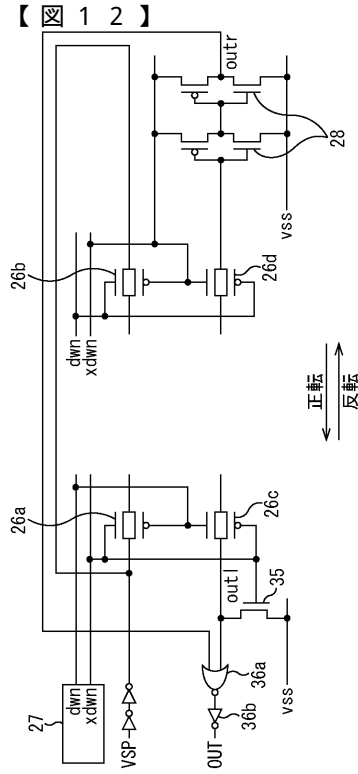 【図１２】
outr
28
vss
26b
26d
dwn
xdwn
正転
反転
26a
26c
outl
35
27
dwn
xdwn
VSP
36a
36b
vss
OUT